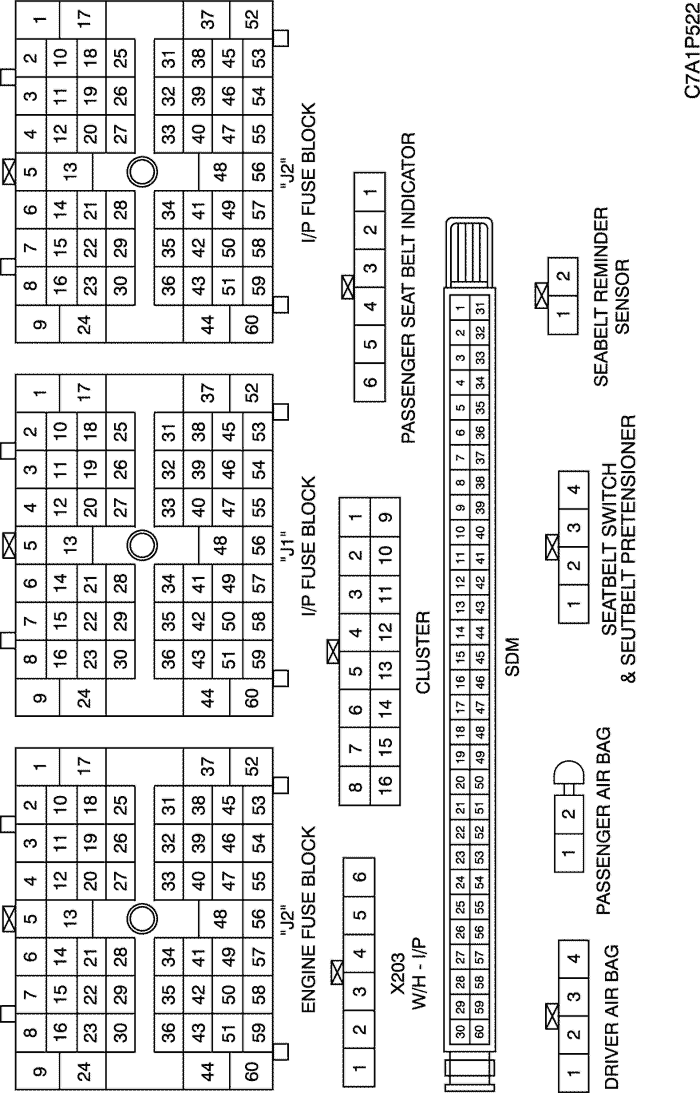 9 8 7 6 5 4 3 2 1
16 15 14 13 12 11 10
24 23 22 21 20 19 18 17
30 29 28 27 26 25
36 35 34 33 32 31
44 43 42 41 40 39 38 37
51 50 49 48 47 46 45
60 59 58 57 56 55 54 53 52
"J2"
ENGINE FUSE BLOCK
9 8 7 6 5 4 3 2 1
16 15 14 13 12 11 10
24 23 22 21 20 19 18 17
30 29 28 27 26 25
36 35 34 33 32 31
44 43 42 41 40 39 38 37
51 50 49 48 47 46 45
60 59 58 57 56 55 54 53 52
"J1"
I/P FUSE BLOCK
9 8 7 6 5 4 3 2 1
16 15 14 13 12 11 10
24 23 22 21 20 19 18 17
30 29 28 27 26 25
36 35 34 33 32 31
44 43 42 41 40 39 38 37
51 50 49 48 47 46 45
60 59 58 57 56 55 54 53 52
"J2"
I/P FUSE BLOCK
1 2 3 4 5 6
X203
W/H - I/P
8 7 6 5 4 3 2 1
16 15 14 13 12 11 10 9
CLUSTER
6 5 4 3 2 1
PASSENGER SEAT BELT INDICATOR
30 29 28 27 26 25 24 23 22 21 20 19 18 17 16 15 14 13 12 11 10 9 8 7 6 5 4 3 2 1
60 59 58 57 56 55 54 53 52 51 50 49 48 47 46 45 44 43 42 41 40 39 38 37 36 35 34 33 32 31
SDM
1 2 3 4
DRIVER AIR BAG
1 2
PASSENGER AIR BAG
1 2 3 4
SEATBELT SWITCH
& SEUTBELT PRETENSIONER
1 2
SEABELT REMINDER
SENSOR
C7A1P522